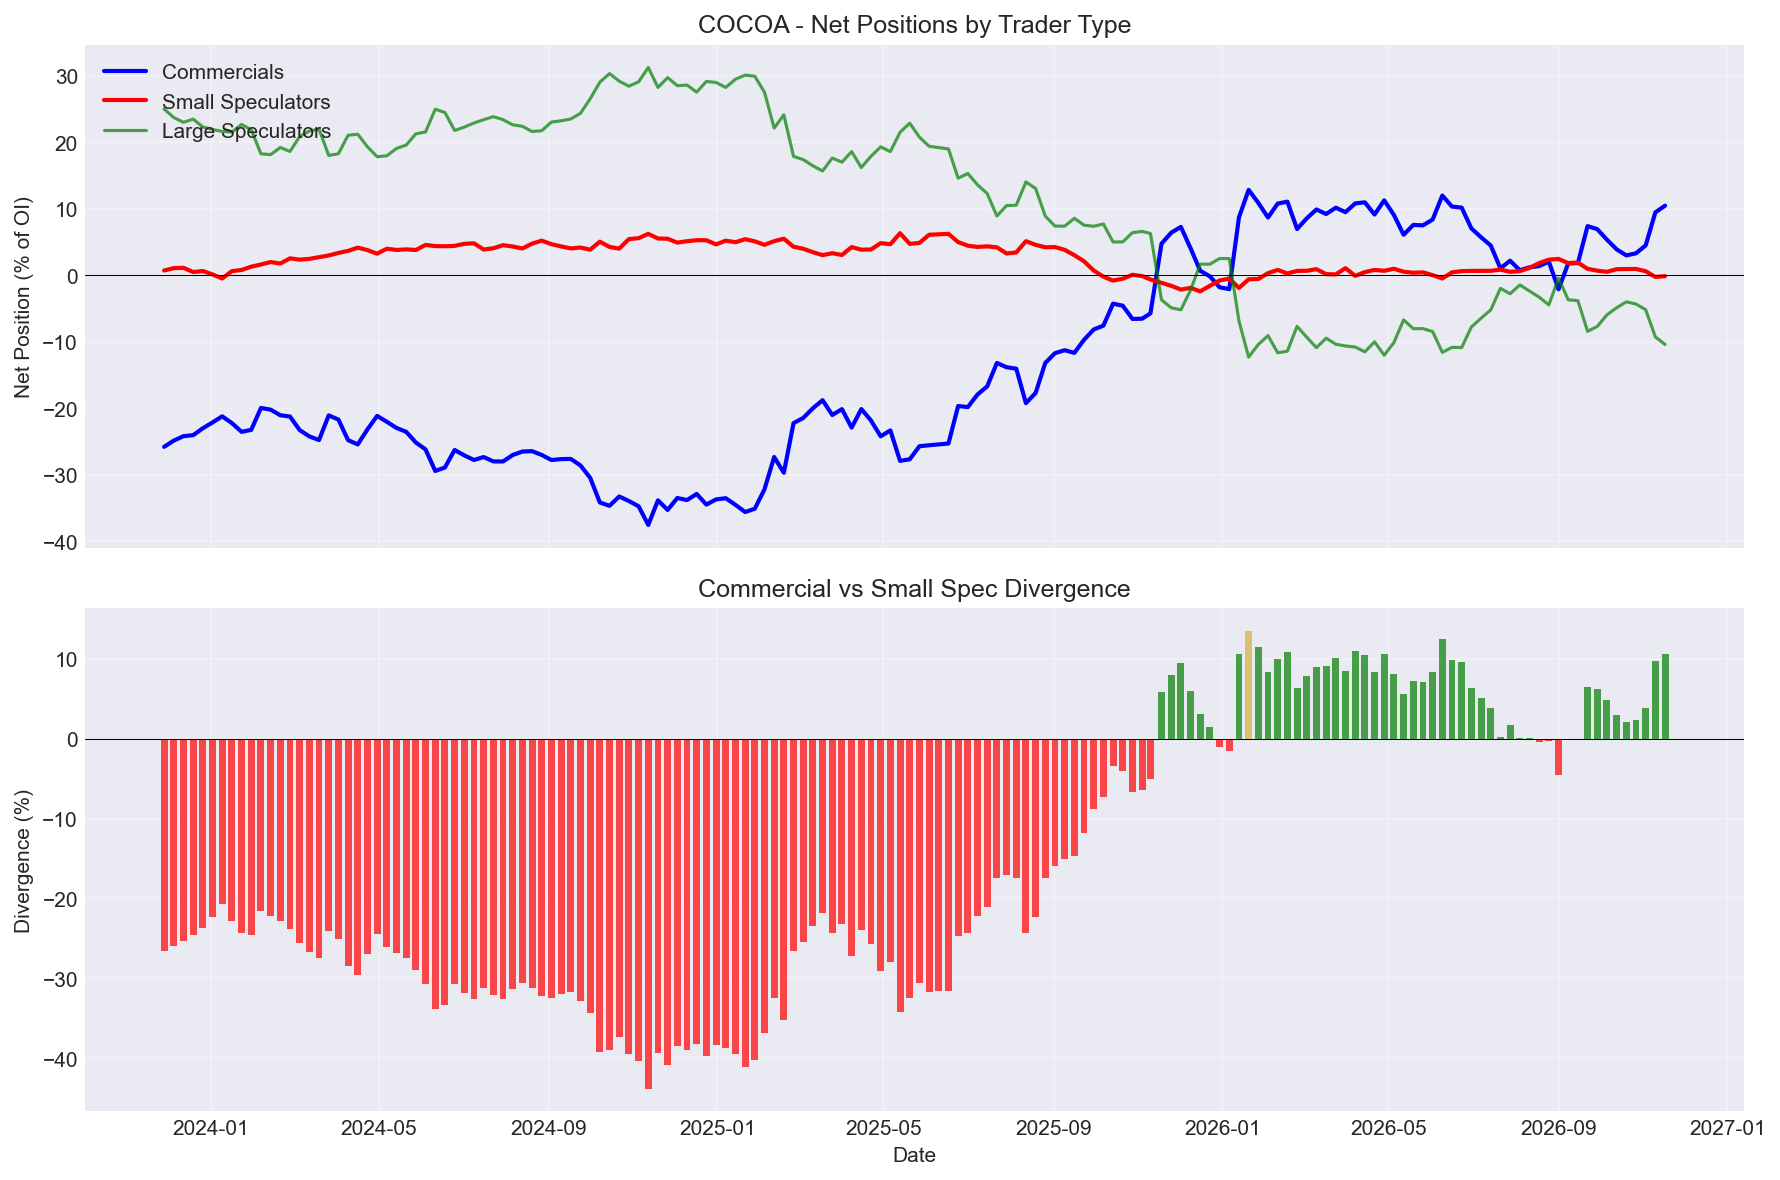 COCOA - Net Positions by Trader Type
Net Position (% of OI)
30
20
10
0
−10
−20
−30
−40
Commercials
Small Speculators
Large Speculators
Commercial vs Small Spec Divergence
Divergence (%)
10
0
−10
−20
−30
−40
2024-01 2024-05 2024-09 2025-01 2025-05 2025-09 2026-01 2026-05 2026-09 2027-01
Date